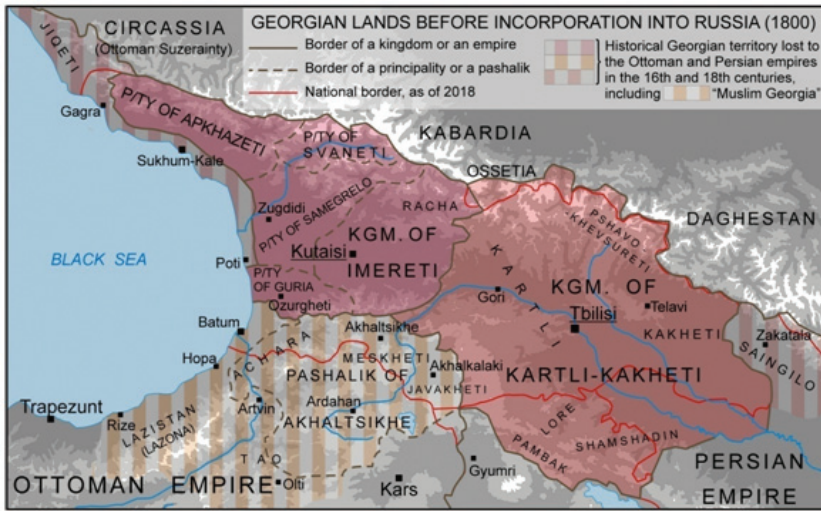 GEORGIAN LANDS BEFORE INCORPORATION INTO RUSSIA (1800)
Border of a kingdom or an empire
Border of a principality or a pashalik
National border, as of 2018
Historical Georgian territory lost to
the Ottoman and Persian empires
in the 16th and 18th centuries,
including "Muslim Georgia"
CIRCASSIA
(Ottoman Suzerainty)
JIQETI
Gagra
P/TY OF APKHAZETI
Sukhum-Kale
P/TY OF
SVANETI
KABARDIA
OSSETIA
DAGHESTAN
Zugdidi
P/TY OF SAMEGRELO
RACHA
PSHAVO
-KHEVSURETI
BLACK SEA
Poti
Kutaisi
KGM. OF
IMERETI
P/TY
OF GURIA
Ozurgheti
KARTLI
Gori
KGM. OF
Tbilisi
Telavi
KAKHETI
Zakatala
SAINGILO
KARTLI-KAKHETI
Batum
Akhaltsikhe
Hopa
ACHARA
MESKHETI
Akhalkalaki
PASHALIK OF
JAVAKHETI
Trapezunt
Rize
LAZISTAN
(LAZONA)
Artvin
Ardahan
AKHALTSIKHE
LORE
PAMBAK
SHAMSHADIN
TAO
Olti
Kars
Gyumri
OTTOMAN EMPIRE
PERSIAN
EMPIRE